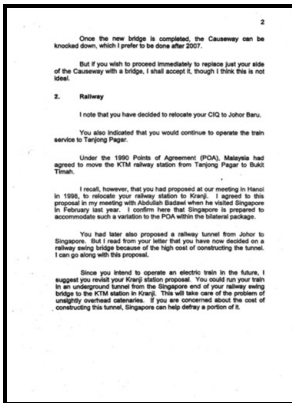 2
Once the new bridge is completed, the Causeway can be
knocked down, which I prefer to be done after 2007.
But if you wish to proceed immediately to replace just your side
of the Causeway with a bridge, I shall accept it, though I think this is not
ideal.
2. Railway
I note that you have decided to relocate your CIQ to Johor Baru.
You also indicated that you would continue to operate the train
service to Tanjong Pagar.
Under the 1990 Points of Agreement (POA), Malaysia had
agreed to move the KTM railway station from Tanjong Pagar to Bukit
Timah.
I recall, however, that you had proposed at our meeting in Hanoi
in 1998, to relocate your railway station to Kranji. I agreed to this
proposal in my meeting with Abdullah Badawi when he visited Singapore
in February last year. I confirm here that Singapore is prepared to
accommodate such a variation to the POA within the bilateral package.
You had later also proposed a railway tunnel from Johor to
Singapore. But I read from your letter that you have now decided on a
railway swing bridge because of the high cost of constructing the tunnel.
I can go along with this proposal.
Since you intend to operate an electric train in the future, I
suggest you revisit your Kranji station proposal. You could run your train
in an underground tunnel from the Singapore end of your railway swing
bridge to the KTM station in Kranji. This will take care of the problem of
unsightly overhead catenaries. If you are concerned about the cost of
constructing this tunnel, Singapore can help defray a portion of it.